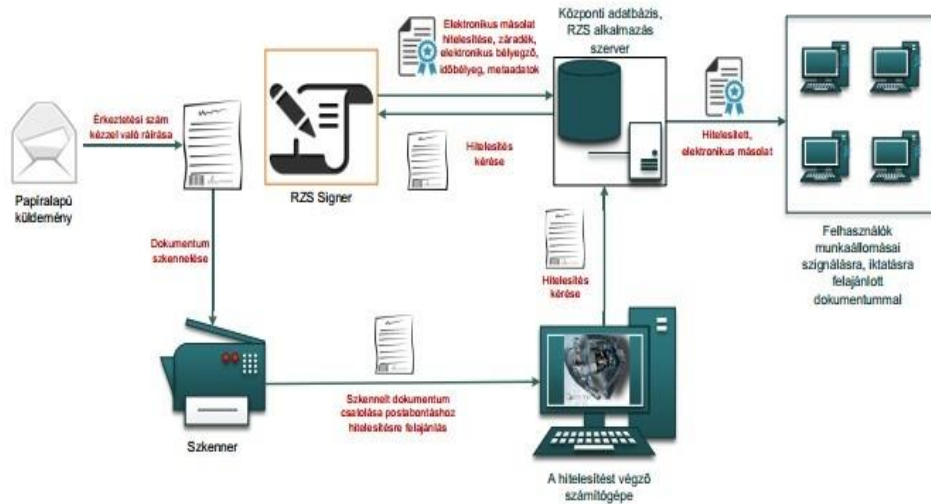 Papíralapú
küldemény
Érkeztetési szám
kézzel való ráírása
Dokumentum
szkennelése
Szkenner
Szkennelt dokumentum
csatolása postabontáshoz
hitelesítésre felajánlás
A hitelesítést végző
számítógépe
Hitelesítés
kérése
Központi adatbázis,
RZS alkalmazás
szerver
Hitelesítés
kérése
RZS Signer
Elektronikus másolat
hitelesítése, záradék,
elektronikus bélyegző,
időbélyeg, metaadatok
Hitelesített,
elektronikus másolat
Felhasználók
munkaállomásai
szignálásra, iktatásra
felajánlott
dokumentummal